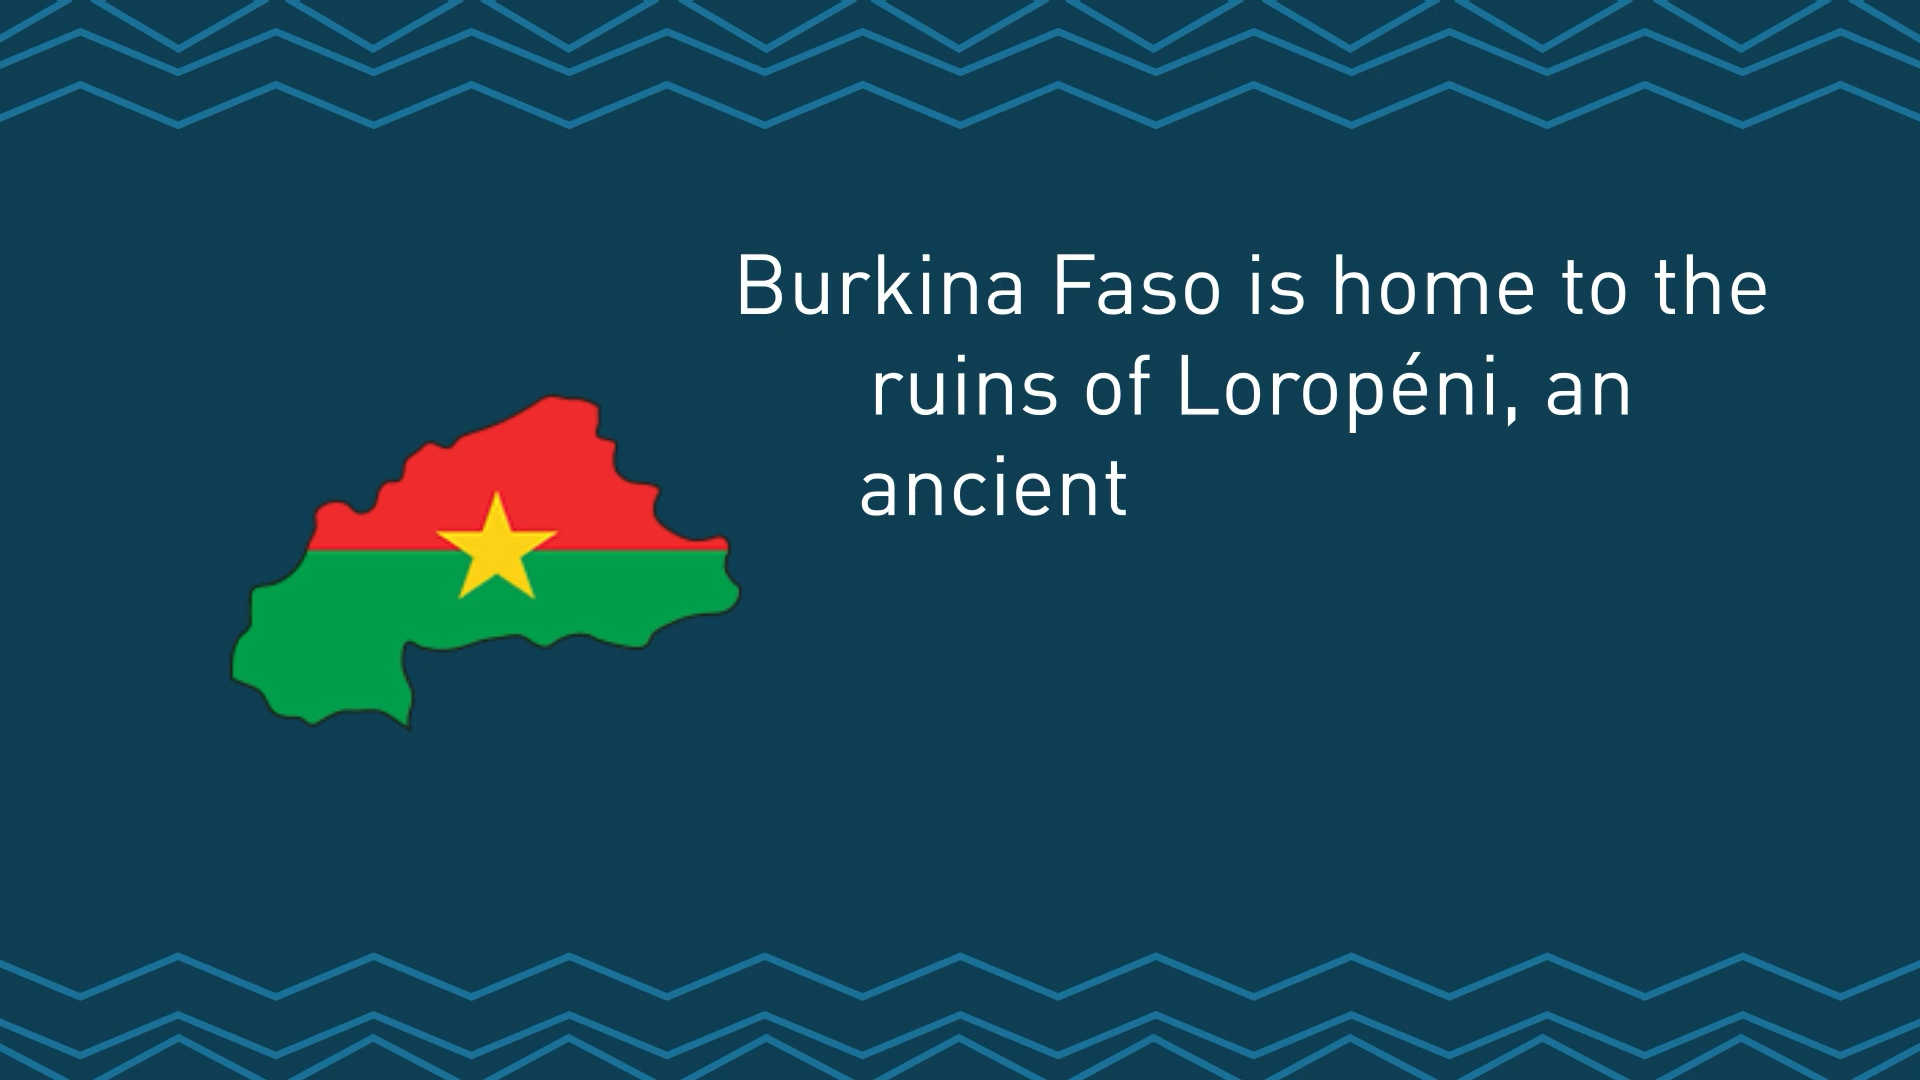 Burkina Faso is home to the
ruins of Loropéni, an
ancient